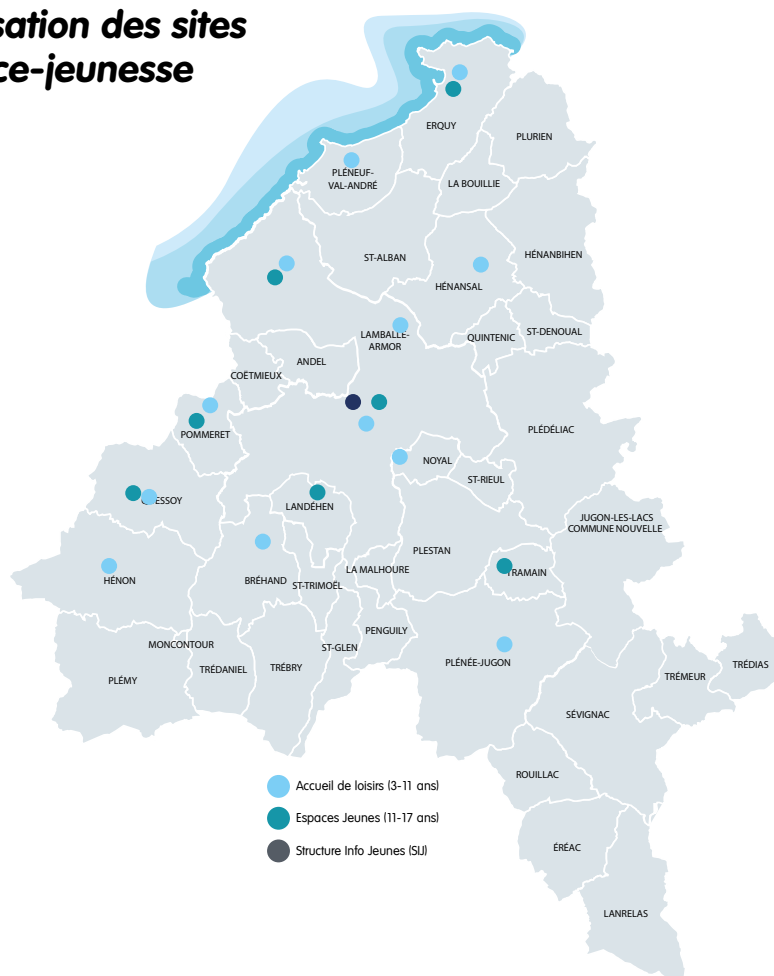 sation des sites
ce-jeunesse
ERQUY
PLURIEN
PLÉNEUF-
VAL-ANDRÉ
LA BOUILLIE
ST-ALBAN
HÉNANBIHEN
HÉNANSAL
LAMBALLE-
ARMOR
QUINTENIC
ST-DENOUAL
ANDEL
COËTMIEUX
PLÉDÉLIAC
POMMERET
NOYAL
ST-RIEUL
ESSOY
LANDÉHEN
JUGON-LES-LACS
COMMUNE NOUVELLE
PLESTAN
LA MALHOURE
TRAMAIN
HÉNON
BRÉHAND
ST-TRIMOËL
PENGUILY
MONCONTOUR
ST-GLEN
PLÉNÉE-JUGON
TRÉDANIEL
TRÉBRY
PLÉMY
TRÉDIAS
TRÉMEUR
SÉVIGNAC
ROUILLAC
Accueil de loisirs (3-11 ans)
Espaces Jeunes (11-17 ans)
Structure Info Jeunes (SIJ)
ÉRÉAC
LANRELAS